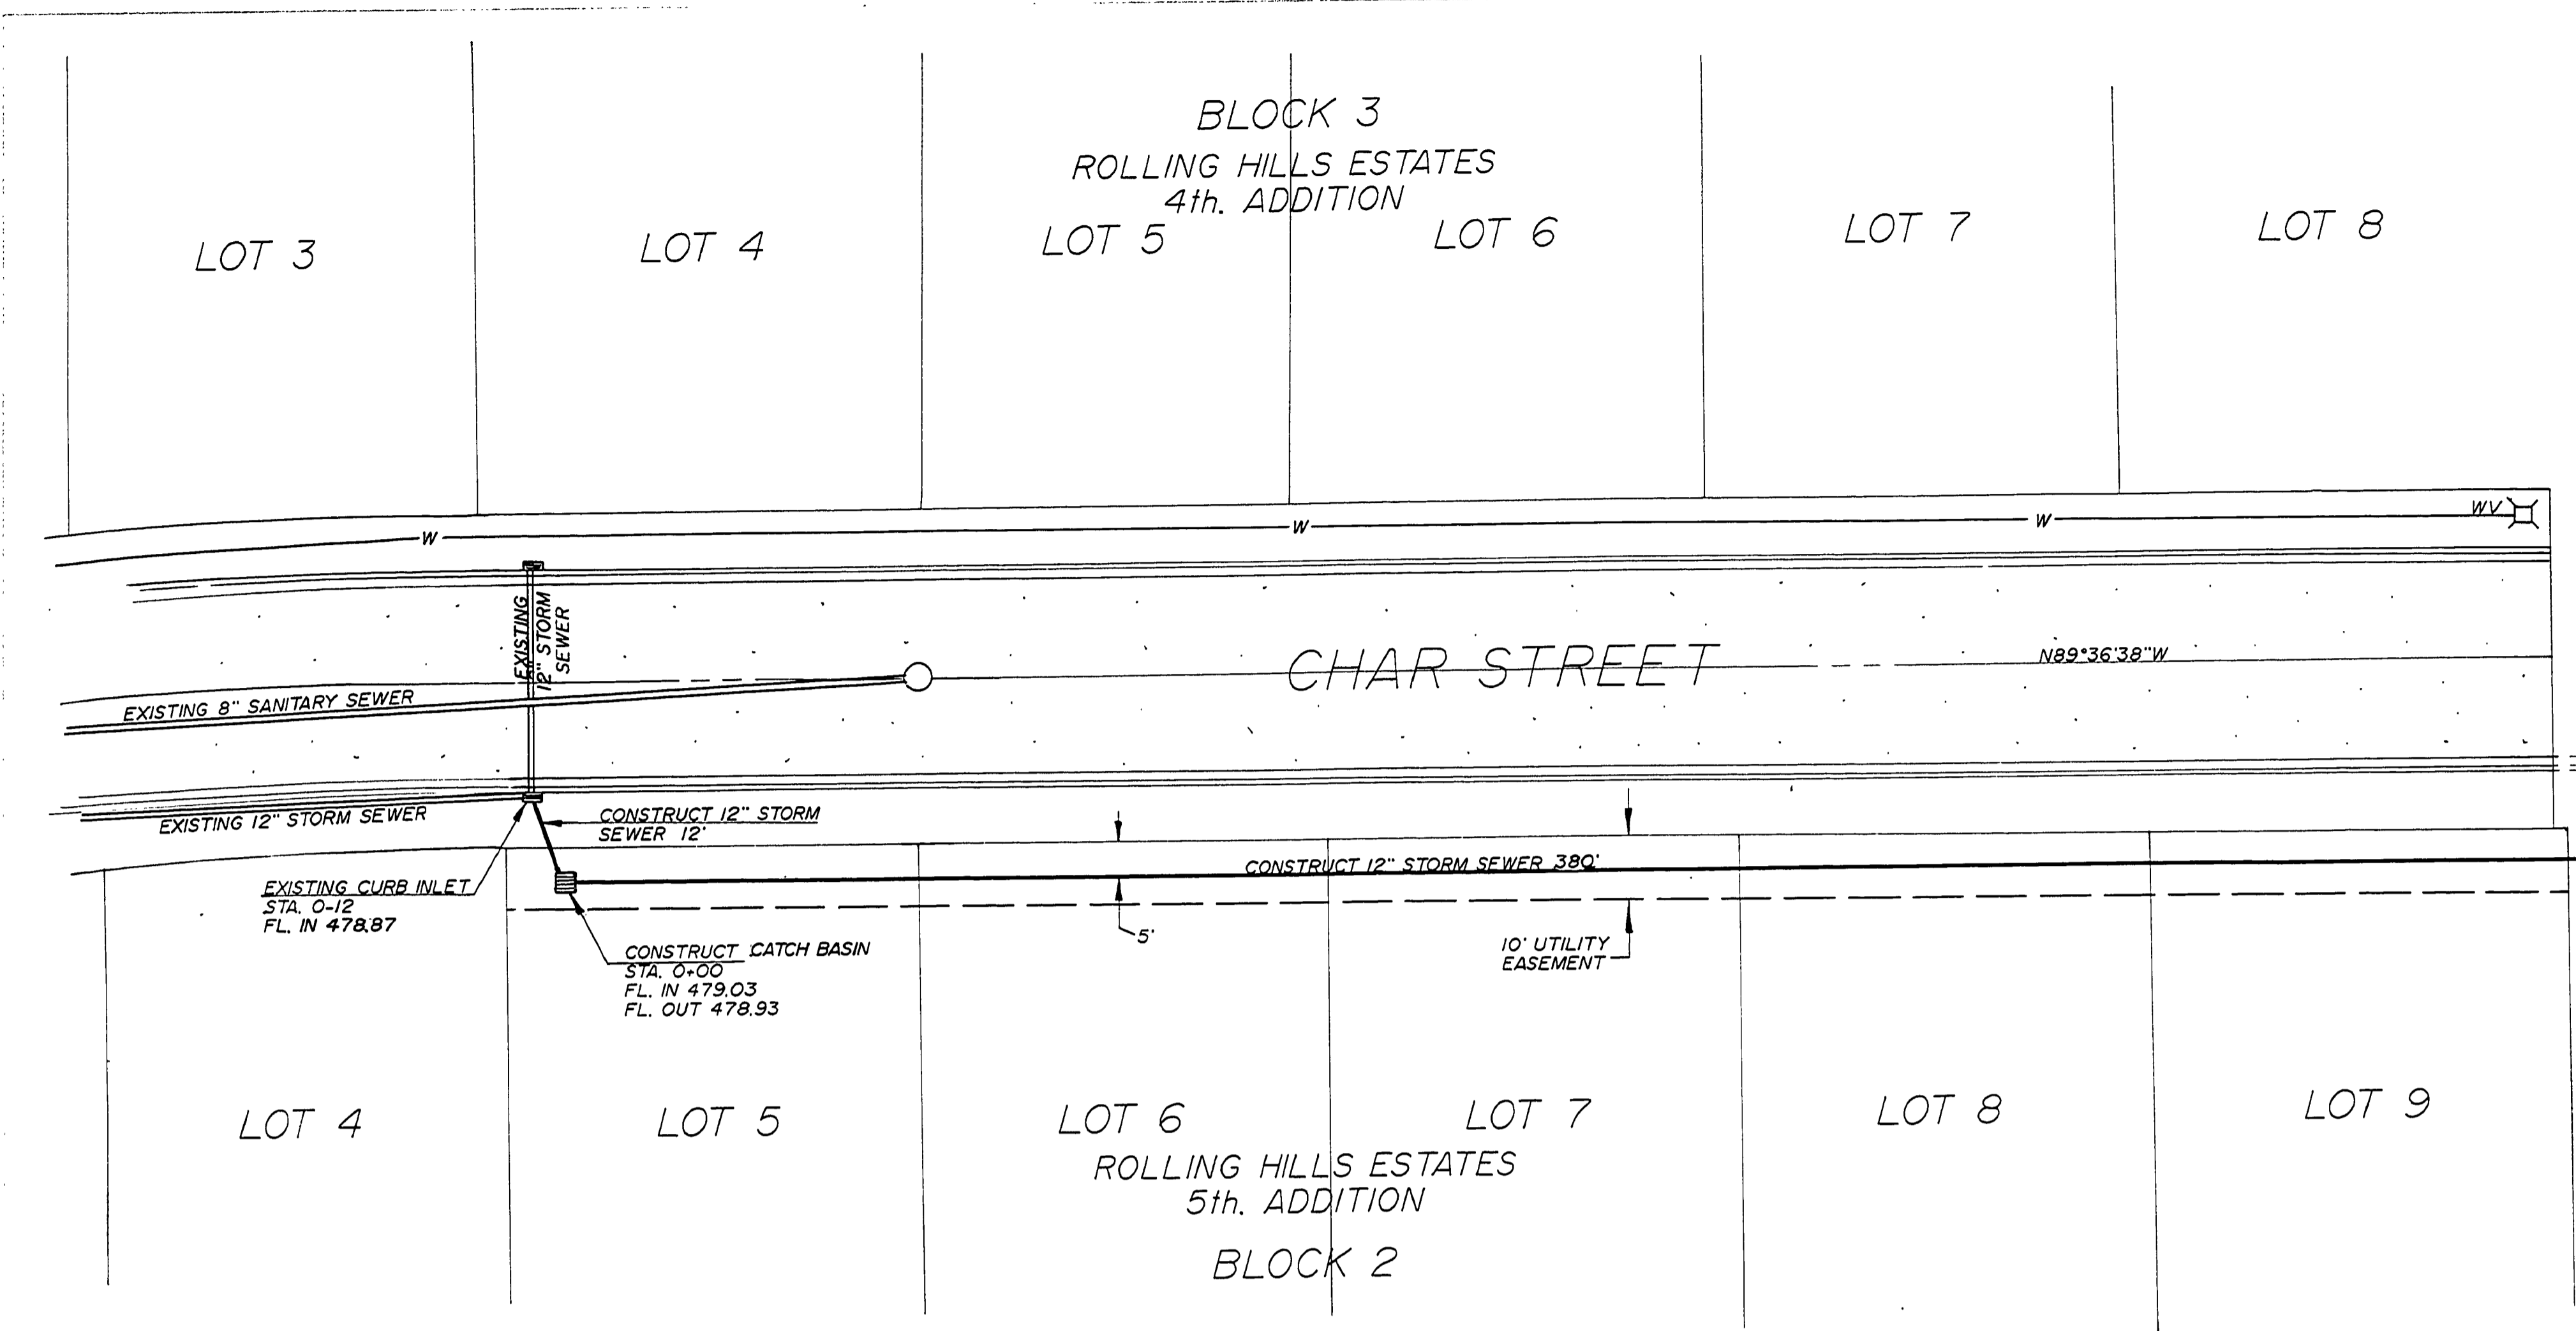 BLOCK 3
ROLLING HILLS ESTATES
4th. ADDITION
LOT 3
LOT 4
LOT 5
LOT 6
LOT 7
LOT 8
W
W
W
WV
EXISTING
12" STORM
SEWER
CHAR STREET
N89°36'38"W
EXISTING 8" SANITARY SEWER
EXISTING 12" STORM SEWER
CONSTRUCT 12" STORM
SEWER 12'
CONSTRUCT 12" STORM SEWER 380'
EXISTING CURB INLET
STA. 0-12
FL. IN 478.87
CONSTRUCT CATCH BASIN
STA. 0+00
FL. IN 479.03
FL. OUT 478.93
5'
10' UTILITY
EASEMENT
LOT 4
LOT 5
LOT 6
LOT 7
LOT 8
LOT 9
ROLLING HILLS ESTATES
5th. ADDITION
BLOCK 2